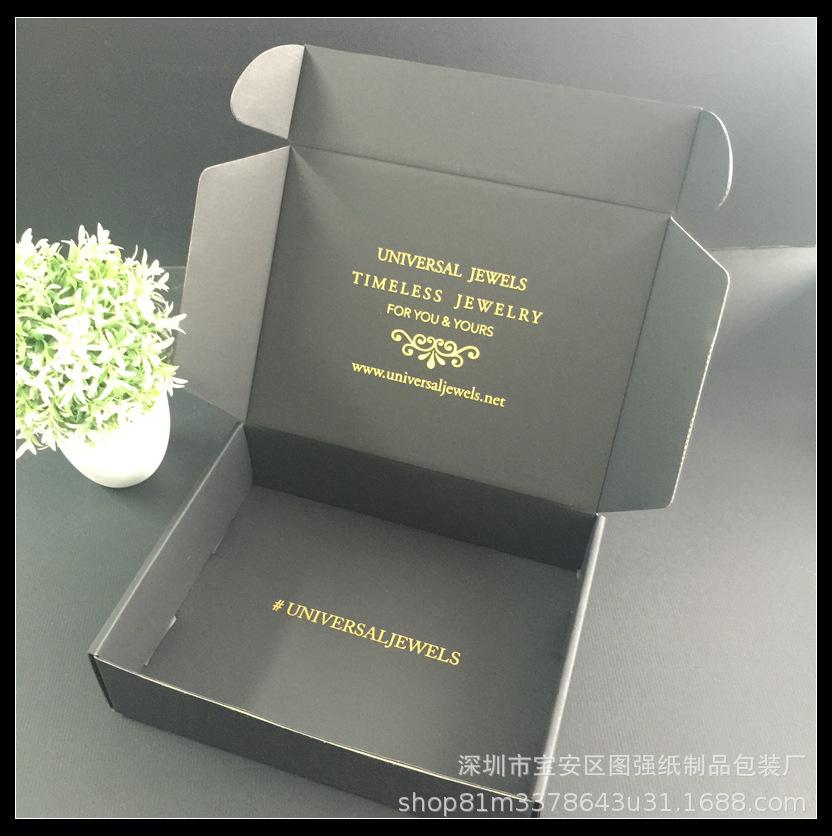 UNIVERSAL JEWELS
TIMELESS JEWELRY
FOR YOU & YOURS
www.universaljewels.net
# UNIVERSALJEWELS
深圳市宝安区图强纸制品包装厂
shop81m3378643u31.1688.com